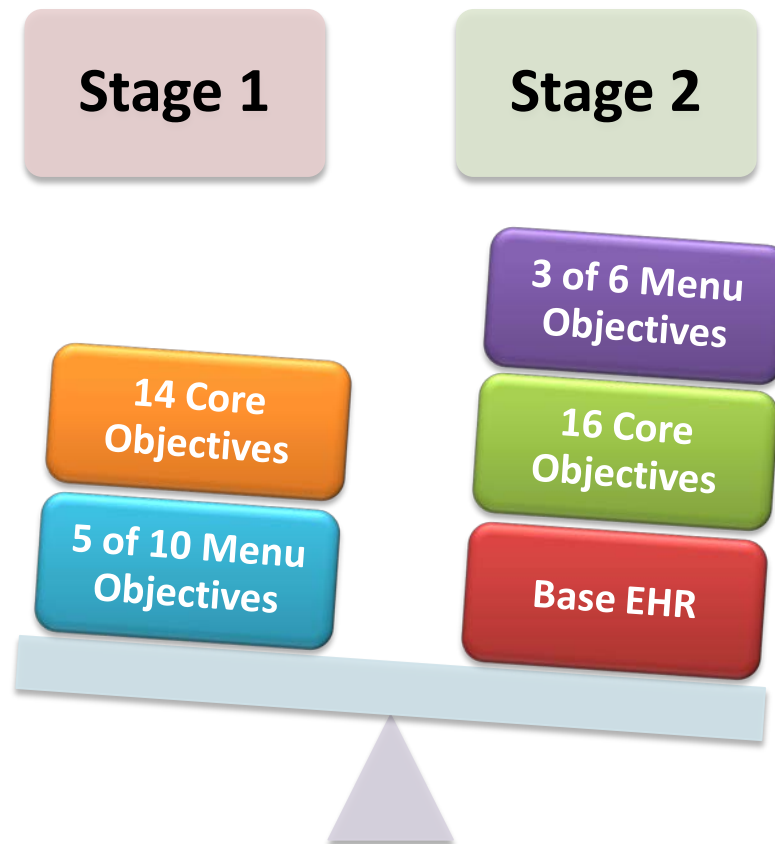 Stage 1
Stage 2
14 Core
Objectives
5 of 10 Menu
Objectives
3 of 6 Menu
Objectives
16 Core
Objectives
Base EHR